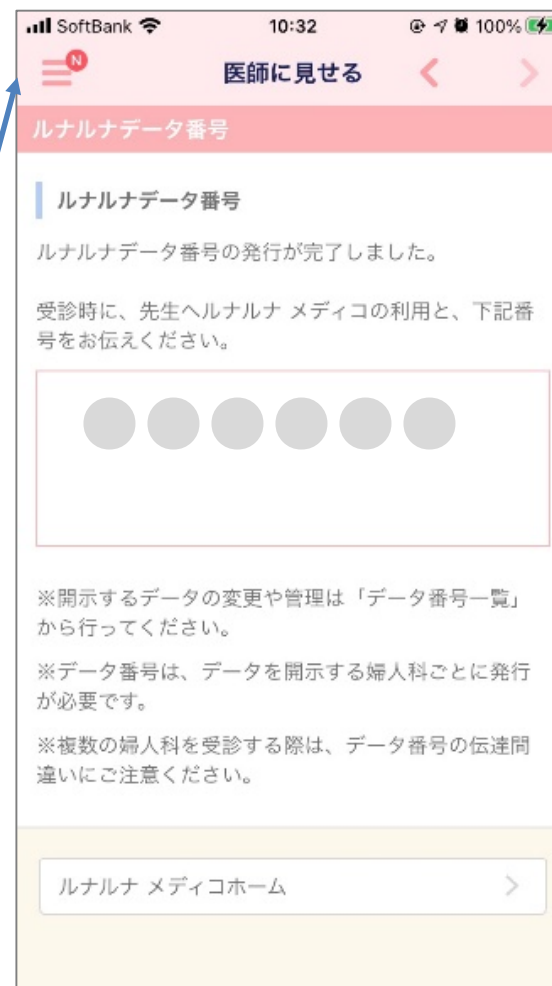 SoftBank 10:32 100%
N
医師に見せる
ルナルナデータ番号
ルナルナデータ番号
ルナルナデータ番号の発行が完了しました。
受診時に、先生へルナルナ メディコの利用と、下記番
号をお伝えください。
※開示するデータの変更や管理は「データ番号一覧」
から行ってください。
※データ番号は、データを開示する婦人科ごとに発行
が必要です。
※複数の婦人科を受診する際は、データ番号の伝達間
違いにご注意ください。
ルナルナ メディコホーム